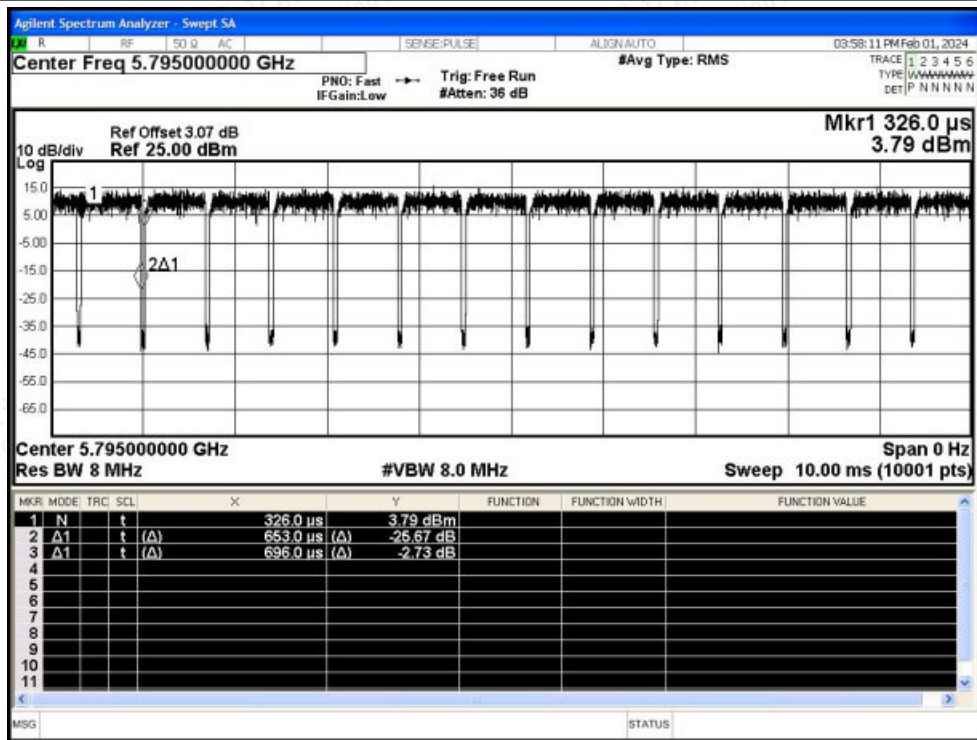 Agilent Spectrum Analyzer - Swept SA
LXI R RF 50 Ω AC SENSE:PULSE ALIGNAUTO 03:58:11 PM Feb 01, 2024
Center Freq 5.795000000 GHz #Avg Type: RMS TRACE 1 2 3 4 5 6
PNO: Fast Trig: Free Run TYPE WWWWWW
IFGain:Low #Atten: 36 dB DET P N N N N N
Mkr1 326.0 µs
3.79 dBm
Ref Offset 3.07 dB
10 dB/div Ref 25.00 dBm
Log
15.0
5.00
-5.00
-15.0
-25.0
-35.0
-45.0
-55.0
-65.0
1
2Δ1
Center 5.795000000 GHz Span 0 Hz
Res BW 8 MHz #VBW 8.0 MHz Sweep 10.00 ms (10001 pts)
MKR MODE TRC SCL X Y FUNCTION FUNCTION WIDTH FUNCTION VALUE
1 N t 326.0 µs 3.79 dBm
2 Δ1 t (Δ) 653.0 µs (Δ) -25.67 dB
3 Δ1 t (Δ) 696.0 µs (Δ) -2.73 dB
4
5
6
7
8
9
10
11
MSG STATUS